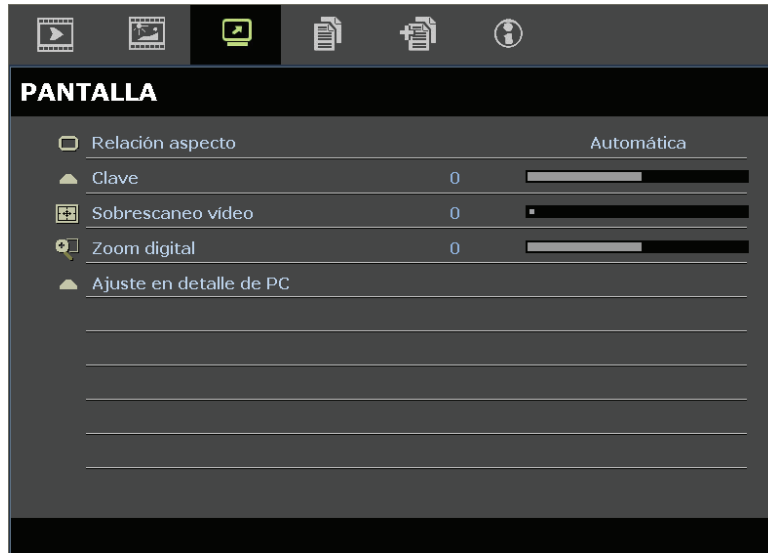 PANTALLA
Relación aspecto Automática
Clave 0
Sobrescaneo vídeo 0
Zoom digital 0
Ajuste en detalle de PC